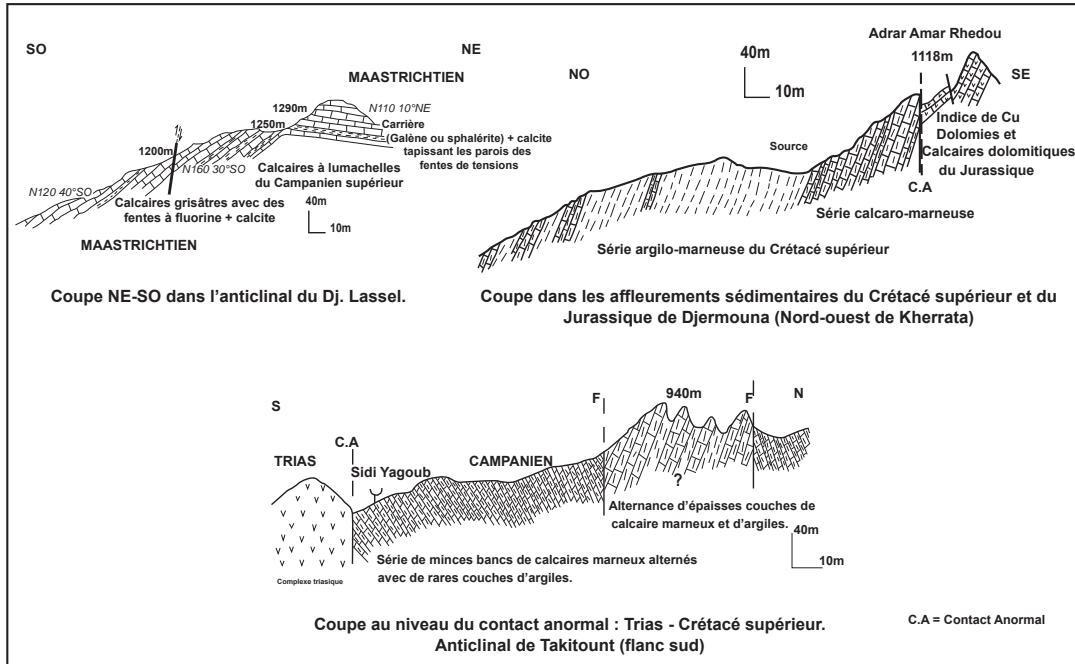 SO
NE
MAASTRICHTIEN
1290m
N110 10°NE
1250m
Carrière
(Galène ou sphalérite) + calcite
tapissant les parois des
fentes de tensions
1200m
N160 30°SO
Calcaires à lumachelles
du Campanien supérieur
N120 40°SO
Calcaires grisâtres avec des
fentes à fluorine + calcite
40m
10m
MAASTRICHTIEN
Coupe NE-SO dans l'anticlinal du Dj. Lassel.
Adrar Amar Rhedou
1118m
40m
10m
NO
SE
Source
Indice de Cu
Dolomies et
Calcaires dolomitiques
du Jurassique
C.A
Série calcaro-marneuse
Série argilo-marneuse du Crétacé supérieur
Coupe dans les affleurements sédimentaires du Crétacé supérieur et du
Jurassique de Djermouna (Nord-ouest de Kherrata)
S
F
940m
F
N
C.A
TRIAS
Sidi Yagoub
CAMPANIEN
?
Alternance d'épaisses couches de
calcaire marneux et d'argiles.
40m
10m
Série de minces bancs de calcaires marneux alternés
avec de rares couches d'argiles.
Complexe triasique
Coupe au niveau du contact anormal : Trias - Crétacé supérieur.
Anticlinal de Takitount (flanc sud)
C.A = Contact Anormal